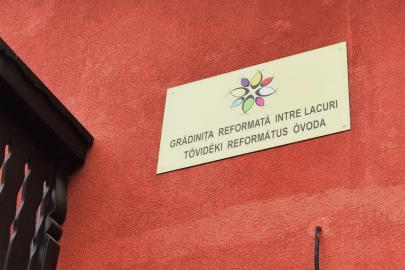 GRĂDINIȚA REFORMATĂ INTRE LACURI
TÓVIDÉKI REFORMÁTUS ÓVODA